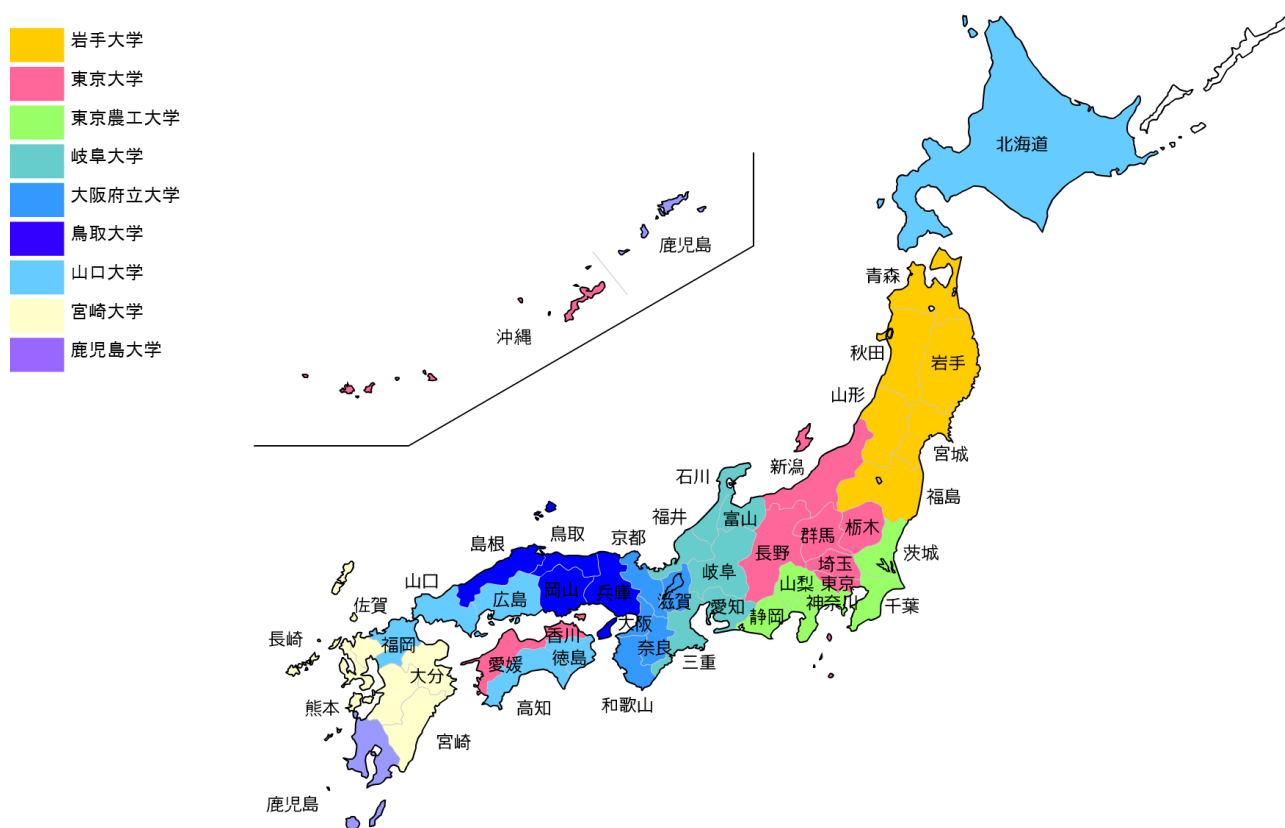 岩手大学
東京大学
東京農工大学
岐阜大学
大阪府立大学
鳥取大学
山口大学
宮崎大学
鹿児島大学
北海道
鹿児島
沖縄
青森
秋田
岩手
山形
宮城
新潟
福島
石川
福井
富山
群馬
栃木
長野
埼玉
茨城
東京
山梨
神奈川
千葉
岐阜
愛知
静岡
島根
鳥取
京都
滋賀
山口
広島
岡山
兵庫
大阪
奈良
三重
和歌山
佐賀
長崎
福岡
大分
熊本
宮崎
鹿児島
香川
愛媛
徳島
高知